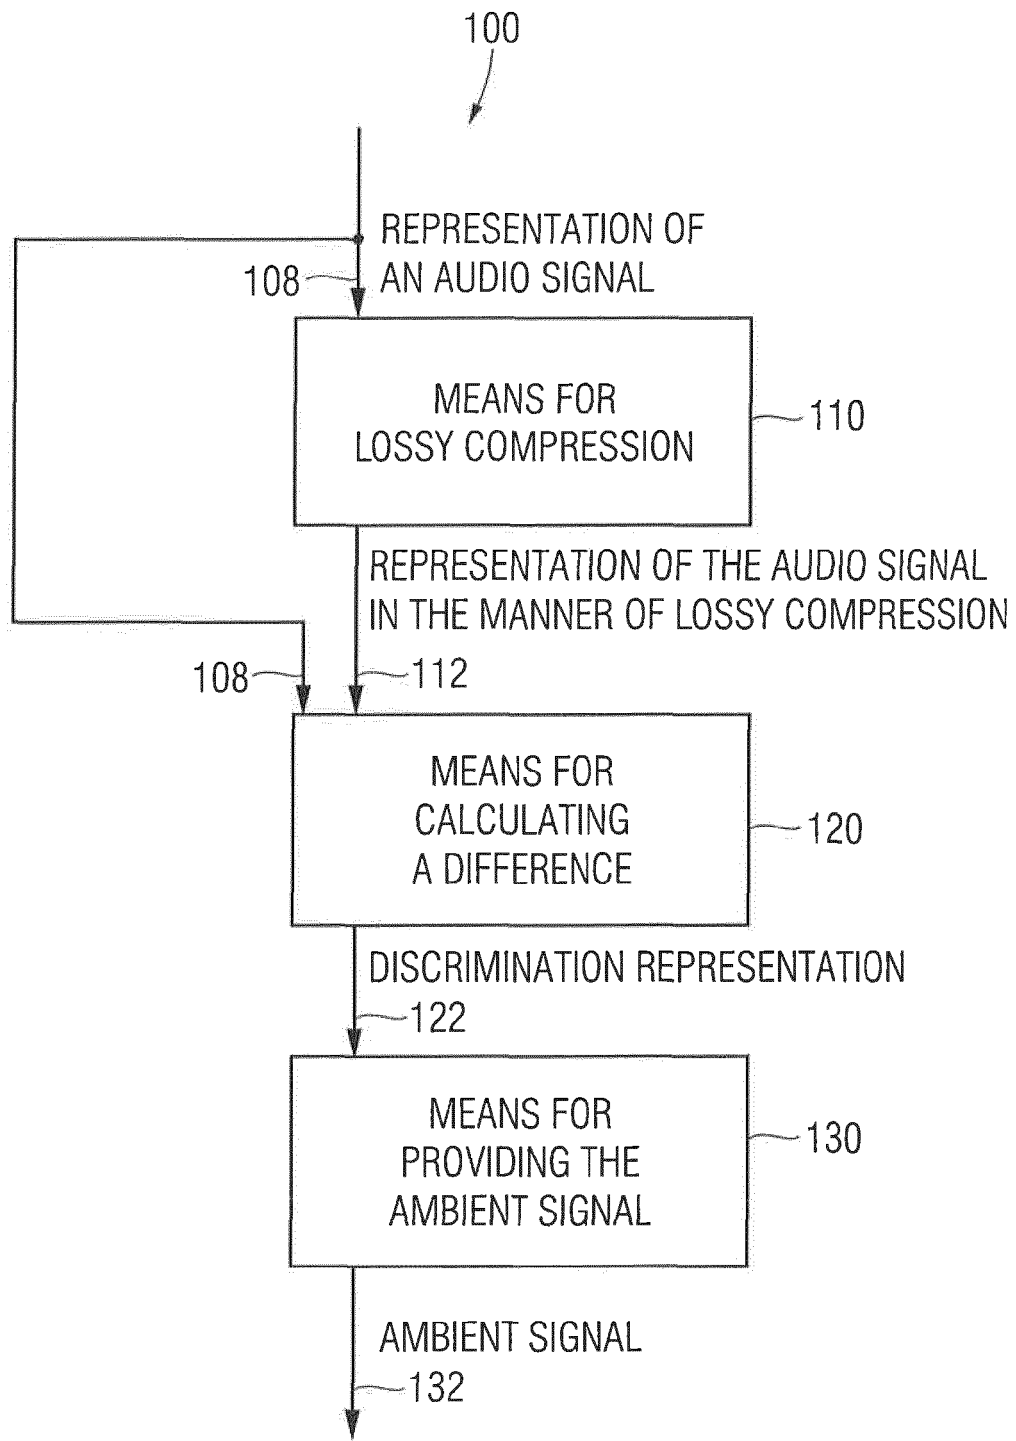 100
REPRESENTATION OF
AN AUDIO SIGNAL
108
MEANS FOR
LOSSY COMPRESSION
110
REPRESENTATION OF THE AUDIO SIGNAL
IN THE MANNER OF LOSSY COMPRESSION
108
112
MEANS FOR
CALCULATING
A DIFFERENCE
120
DISCRIMINATION REPRESENTATION
122
MEANS FOR
PROVIDING THE
AMBIENT SIGNAL
130
AMBIENT SIGNAL
132